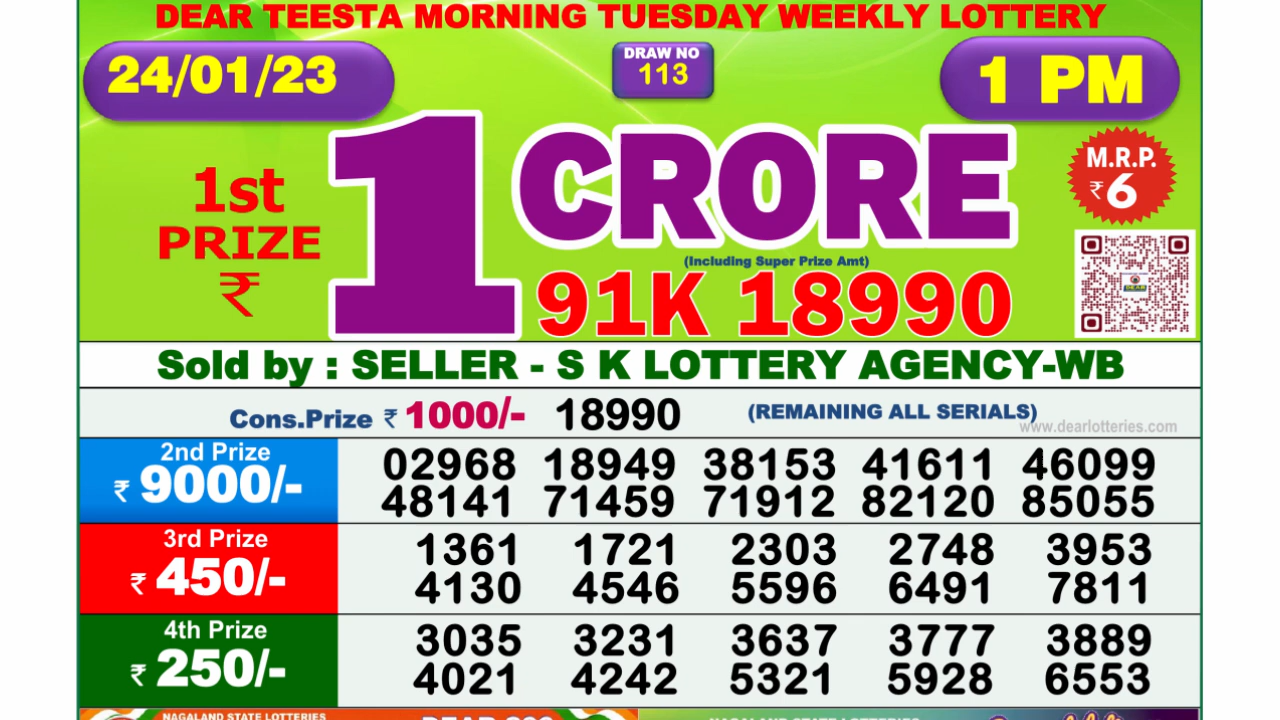 DEAR TEESTA MORNING TUESDAY WEEKLY LOTTERY
24/01/23
DRAW NO
113
1 PM
1st
PRIZE
₹
1 CRORE
(Including Super Prize Amt)
91K 18990
M.R.P.
₹6
Sold by : SELLER - S K LOTTERY AGENCY-WB
Cons.Prize ₹ 1000/- 18990 (REMAINING ALL SERIALS)
www.dearlotteries.com
2nd Prize
₹ 9000/-
02968 18949 38153 41611 46099
48141 71459 71912 82120 85055
3rd Prize
₹ 450/-
1361 1721 2303 2748 3953
4130 4546 5596 6491 7811
4th Prize
₹ 250/-
3035 3231 3637 3777 3889
4021 4242 5321 5928 6553
NAGALAND STATE LOTTERIES
NAGALAND STATE LOTTERIES